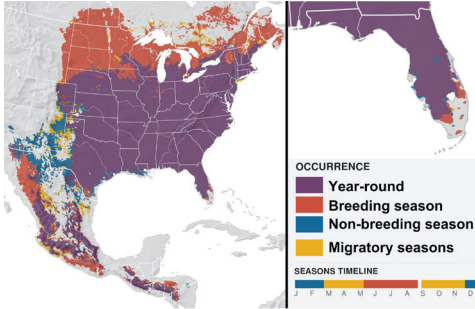 OCCURRENCE
Year-round
Breeding season
Non-breeding season
Migratory seasons
SEASONS TIMELINE
J F M A M J J A S O N D